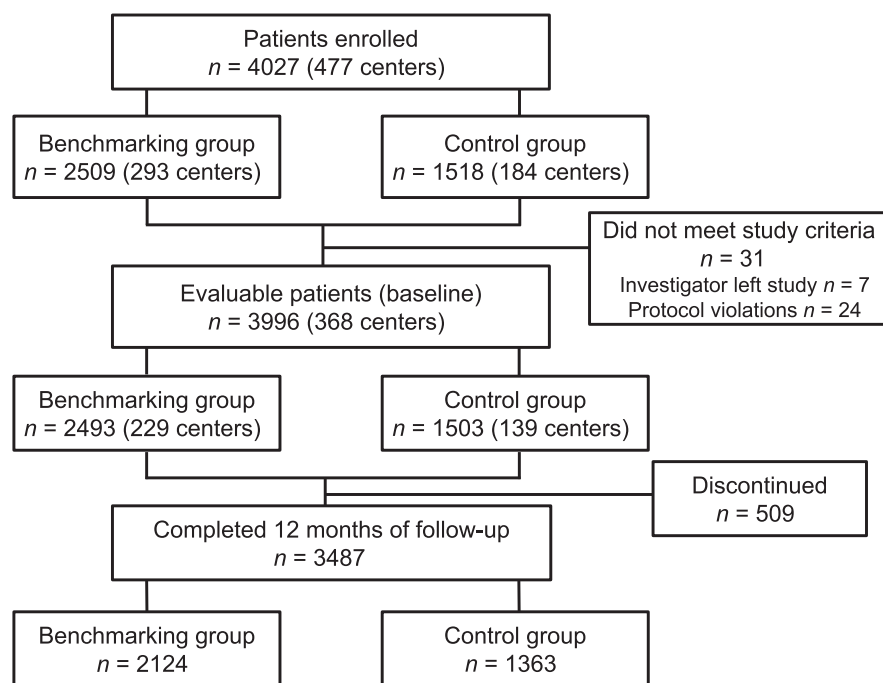 Patients enrolled
n = 4027 (477 centers)
Benchmarking group
n = 2509 (293 centers)
Control group
n = 1518 (184 centers)
Did not meet study criteria
n = 31
Investigator left study n = 7
Protocol violations n = 24
Evaluable patients (baseline)
n = 3996 (368 centers)
Benchmarking group
n = 2493 (229 centers)
Control group
n = 1503 (139 centers)
Discontinued
n = 509
Completed 12 months of follow-up
n = 3487
Benchmarking group
n = 2124
Control group
n = 1363